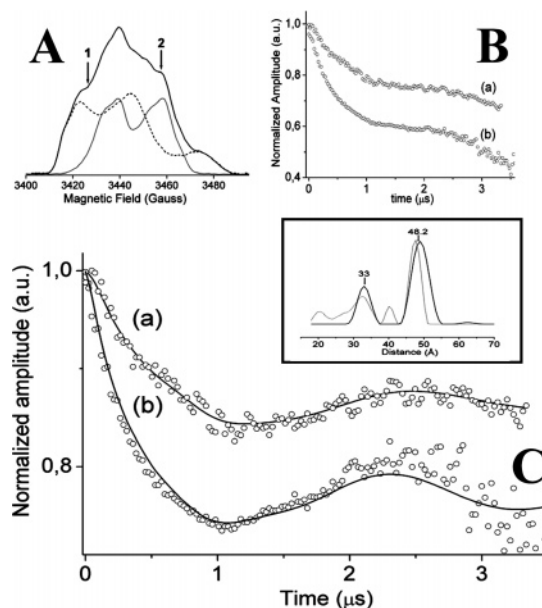 A
1
2
3400 3420 3440 3460 3480
Magnetic Field (Gauss)
B
Normalized Amplitude (a.u.)
1,0
0,8
0,6
0,4
(a)
(b)
0 1 2 3
time (μs)
48.2
33
20 30 40 50 60 70
Distance (Å)
Normalized amplitude (a.u.)
1,0
0,8
(a)
(b)
C
0 1 2 3
Time (μs)